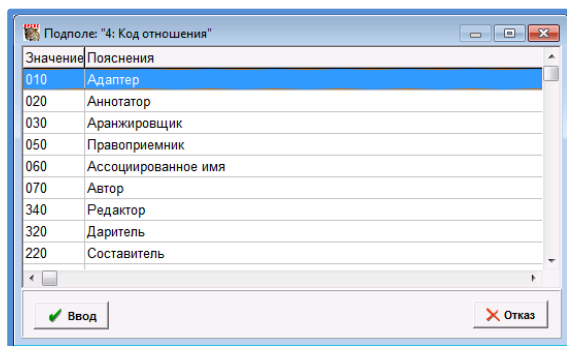 Подполе: "4: Код отношения"
Значение Пояснения
010 Адаптер
020 Аннотатор
030 Аранжировщик
050 Правоприемник
060 Ассоциированное имя
070 Автор
340 Редактор
320 Даритель
220 Составитель
Ввод Отказ